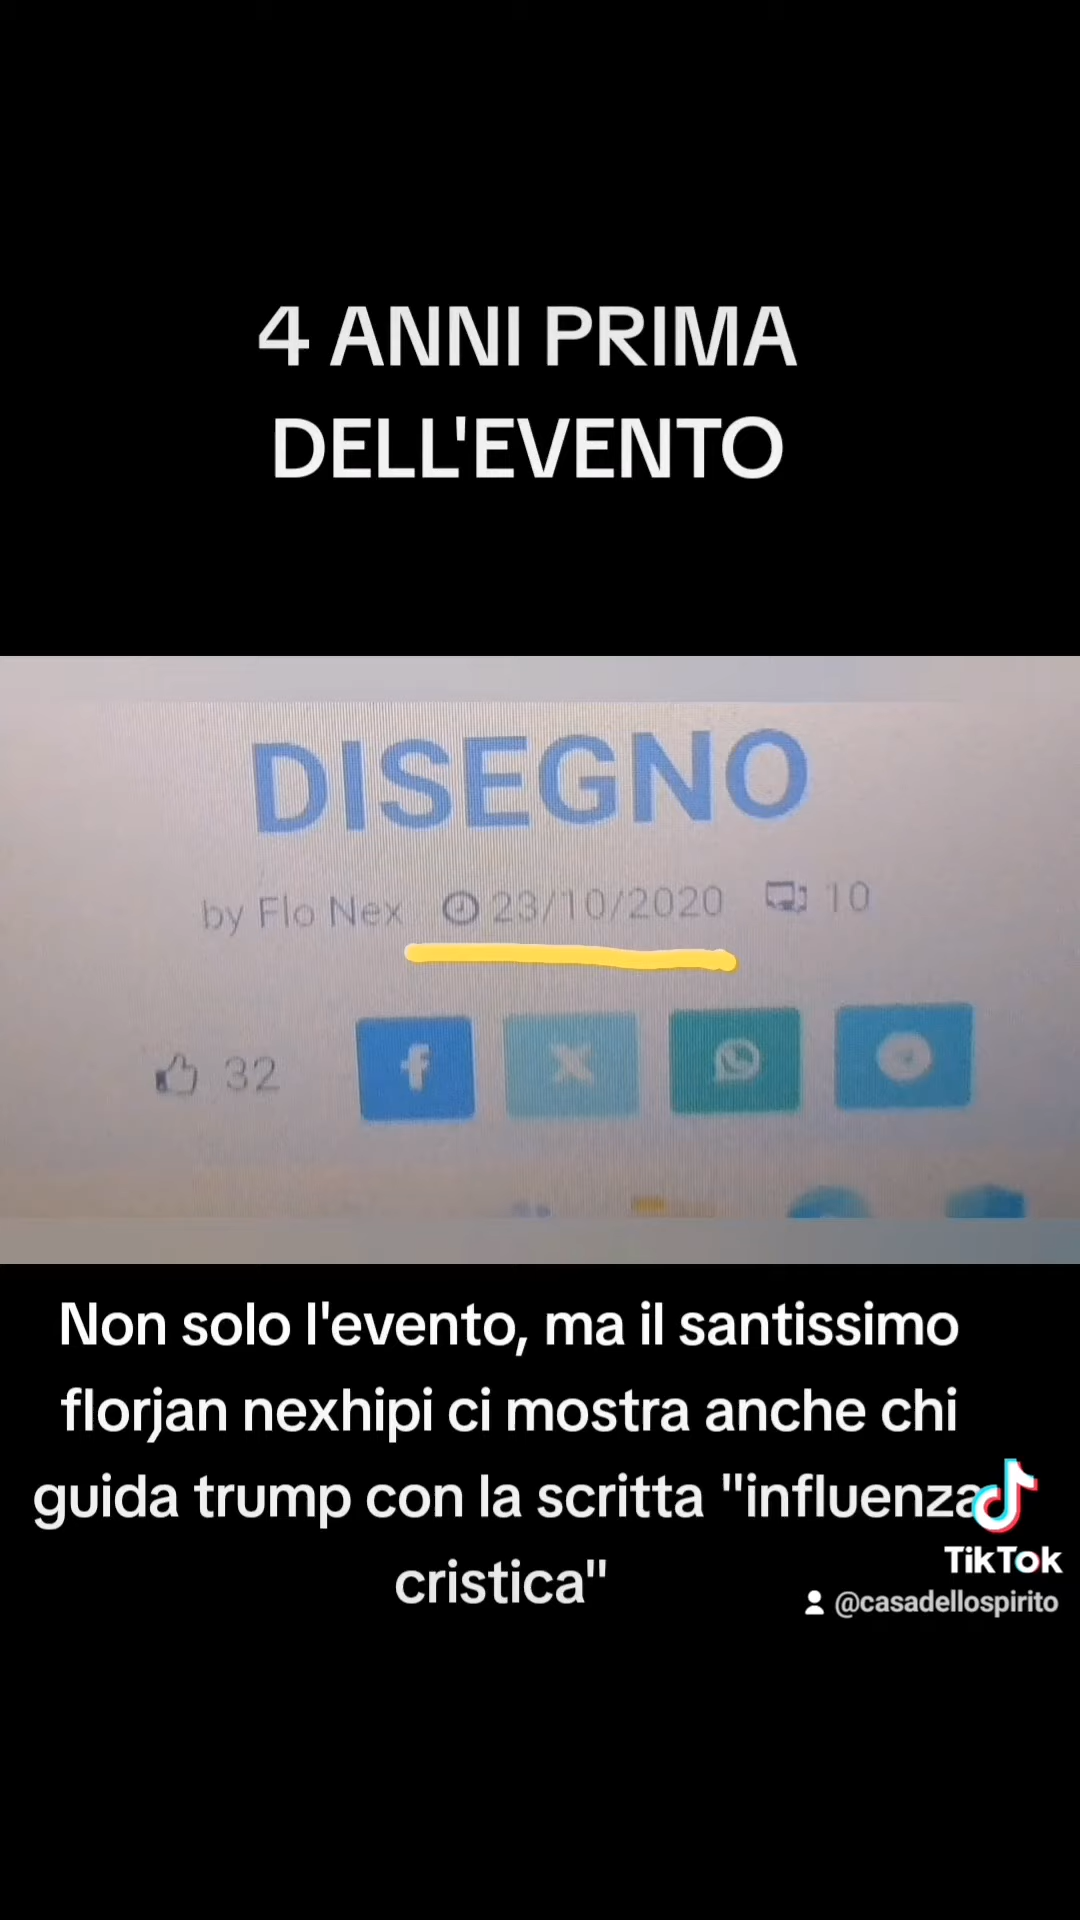 4 ANNI PRIMA
DELL'EVENTO
DISEGNO
by Flo Nex 23/10/2020 10
32
Non solo l'evento, ma il santissimo
florjan nexhipi ci mostra anche chi
guida trump con la scritta "influenza
cristica"
TikTok
@casadellospirito